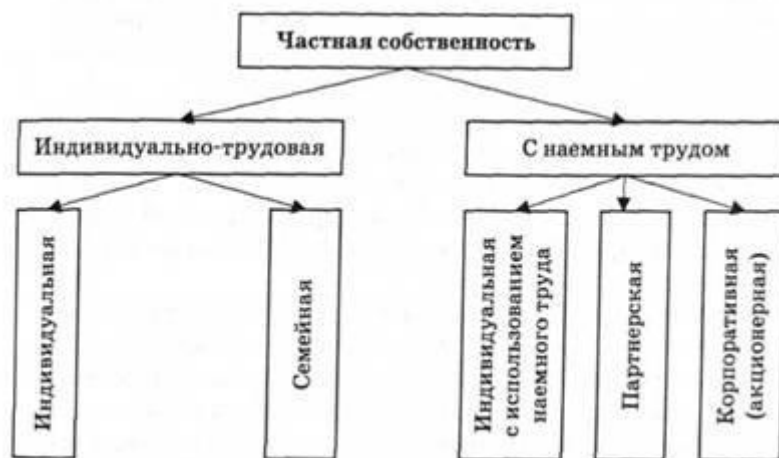 Частная собственность
Индивидуально-трудовая
С наемным трудом
Индивидуальная
Семейная
Индивидуальная
с использованием
наемного труда
Партнерская
Корпоративная
(акционерная)